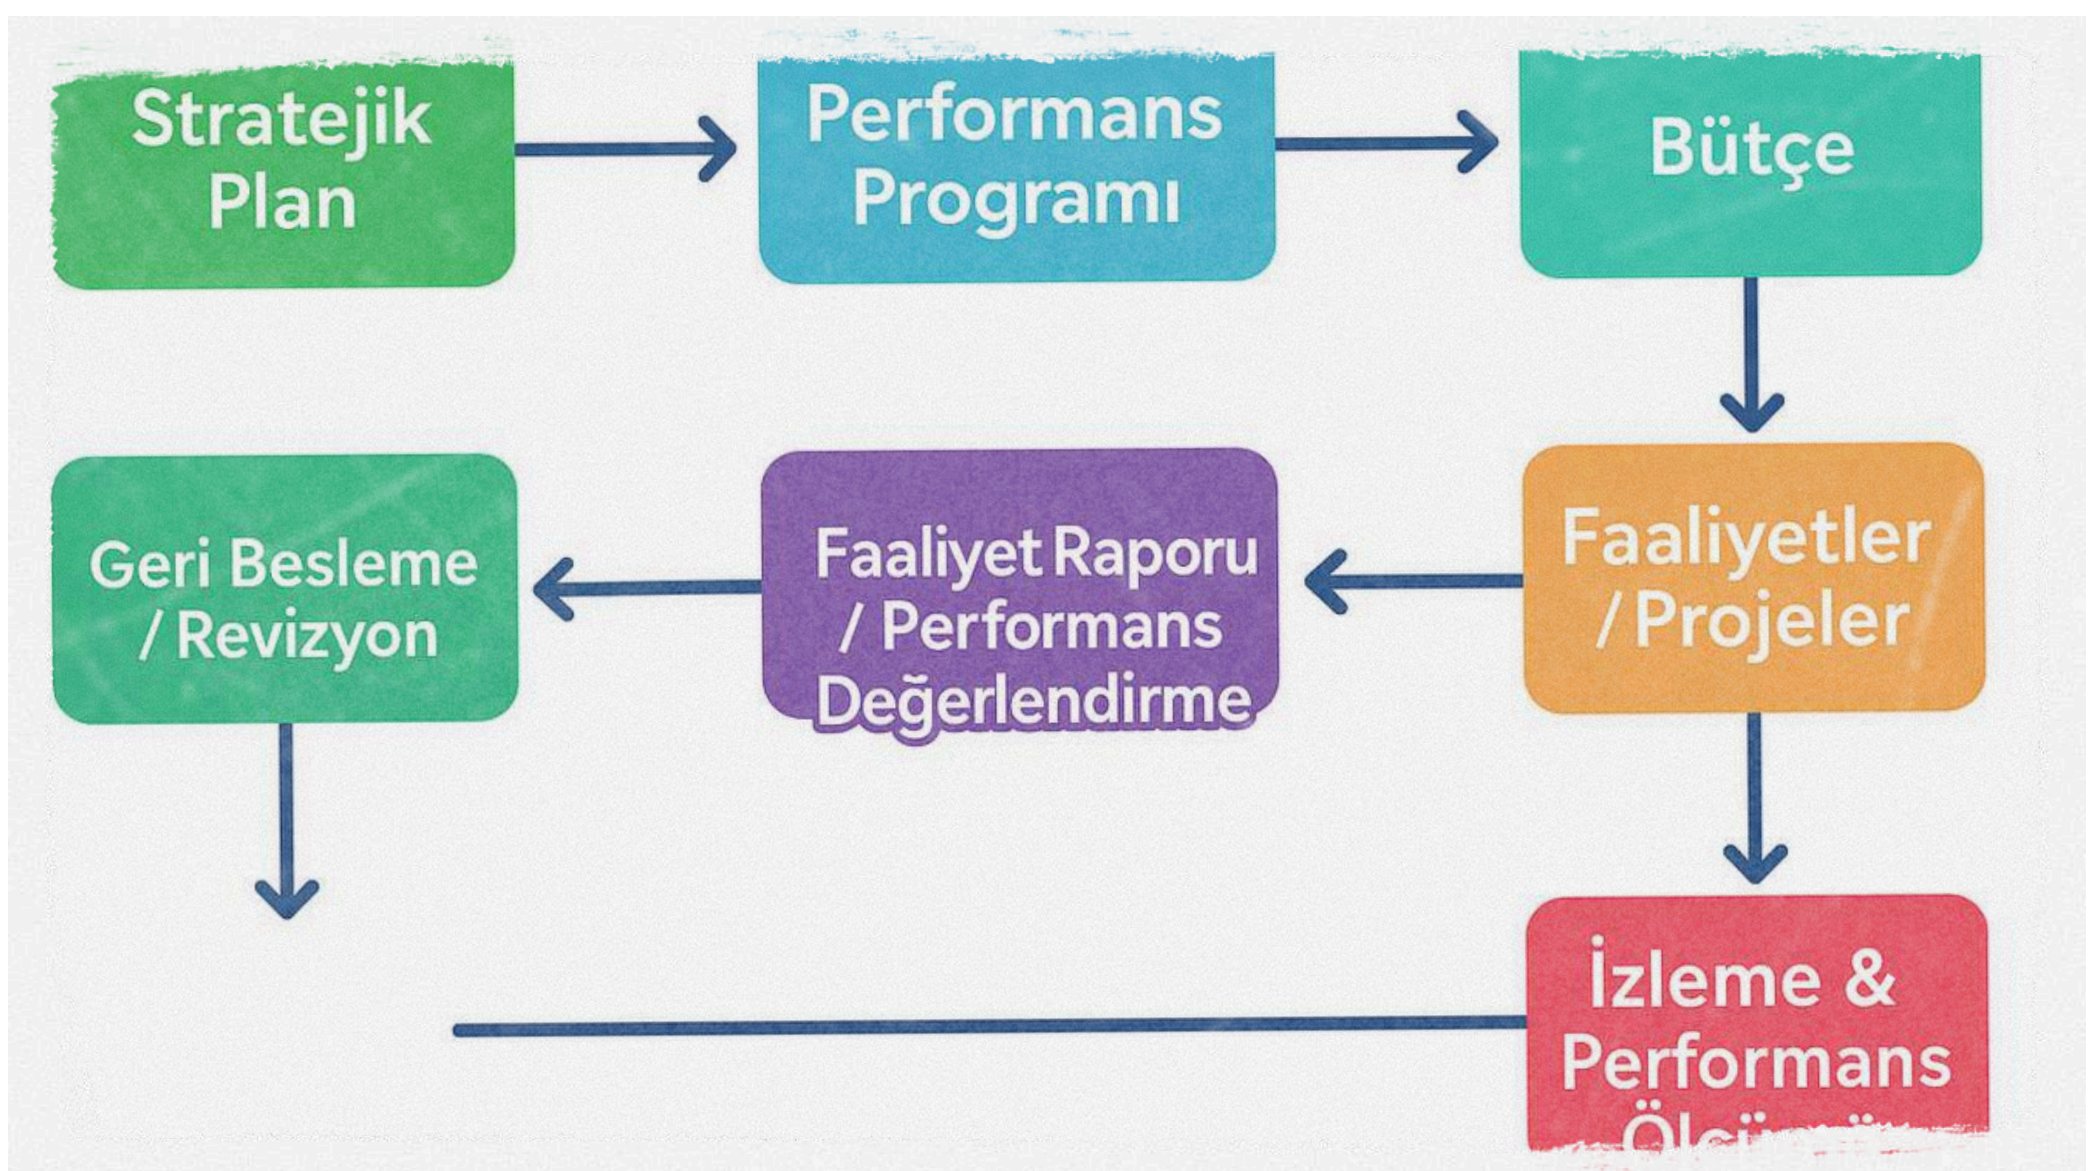 Stratejik
Plan
Performans
Programı
Bütçe
Geri Besleme
/ Revizyon
Faaliyet Raporu
/ Performans
Değerlendirme
Faaliyetler
/ Projeler
İzleme &
Performans